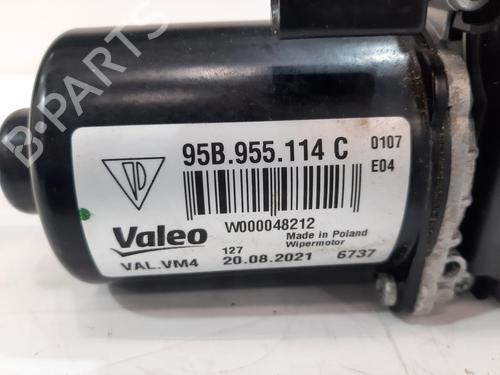 B-PARTS
95B.955.114 C
0107
E04
W000048212
Valeo
Made in Poland
Wipermotor
127
VAL.VM4
20.08.2021
6737